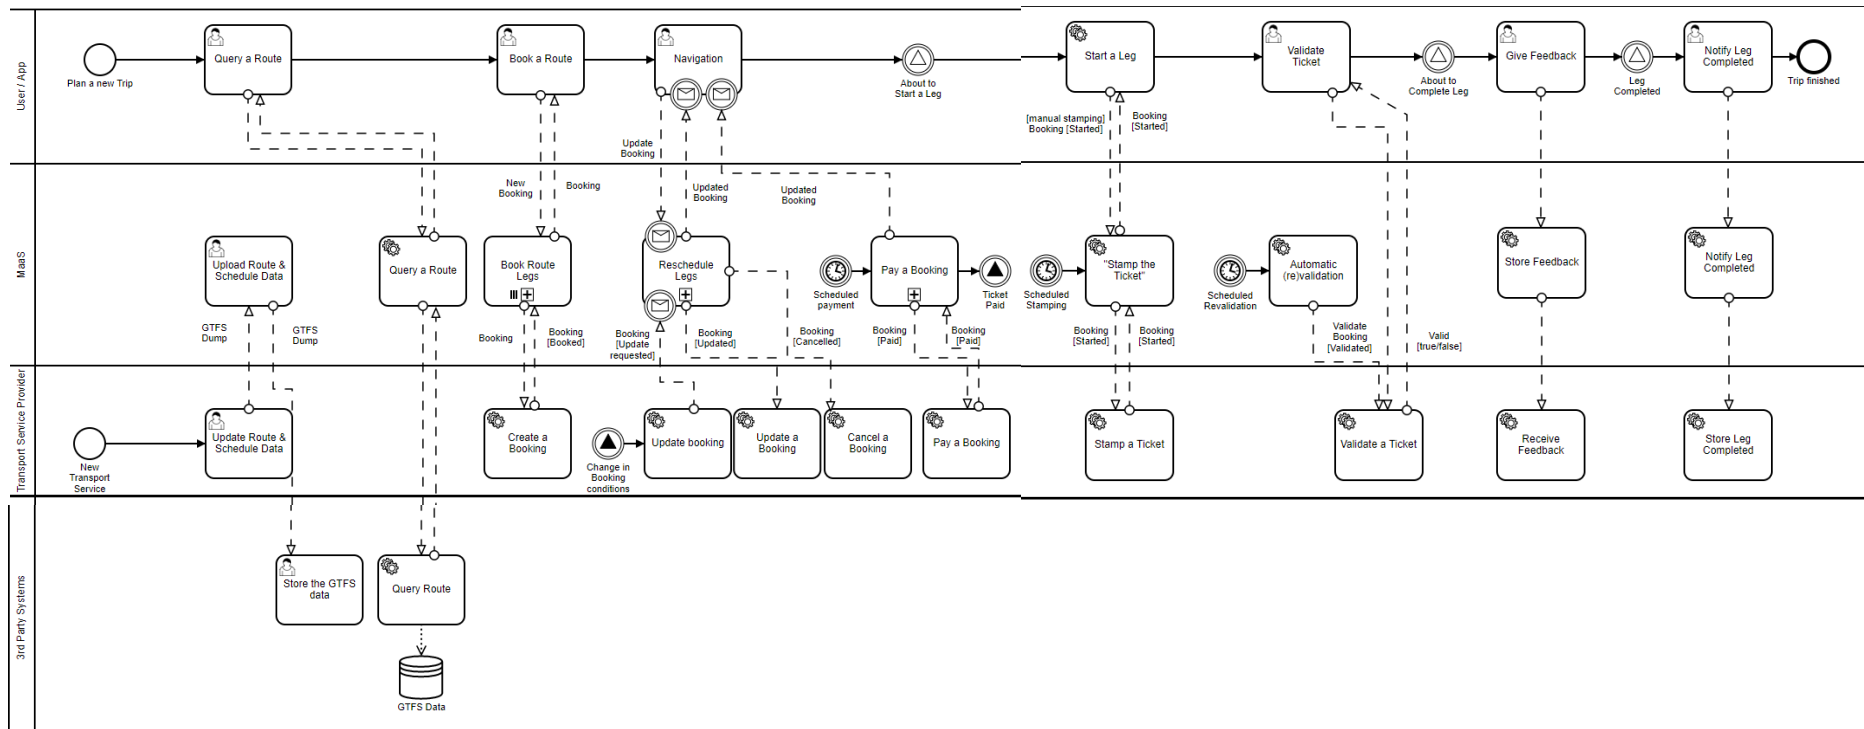 User / App
Plan a new Trip
Query a Route
Book a Route
Navigation
About to
Start a Leg
Start a Leg
Validate
Ticket
About to
Complete Leg
Give Feedback
Leg
Completed
Notify Leg
Completed
Trip finished
Update
Booking
[manual stamping]
Booking [Started]
Booking
[Started]
MaaS
New
Booking
Booking
Updated
Booking
Updated
Booking
Upload Route &
Schedule Data
Query a Route
Book Route
Legs
Reschedule
Legs
Scheduled
payment
Pay a Booking
Ticket
Paid
Scheduled
Stamping
"Stamp the
Ticket"
Scheduled
Revalidation
Automatic
(re)validation
Store Feedback
Notify Leg
Completed
GTFS
Dump
GTFS
Dump
Booking
Booking
[Booked]
Booking
[Update
requested]
Booking
[Updated]
Booking
[Cancelled]
Booking
[Paid]
Booking
[Paid]
Booking
[Started]
Booking
[Started]
Validate
Booking
[Validated]
Valid
[true/false]
Transport Service Provider
New
Transport
Service
Update Route &
Schedule Data
Create a
Booking
Change in
Booking
conditions
Update booking
Update a
Booking
Cancel a
Booking
Pay a Booking
Stamp a Ticket
Validate a Ticket
Receive
Feedback
Store Leg
Completed
3rd Party Systems
Store the GTFS
data
Query Route
GTFS Data